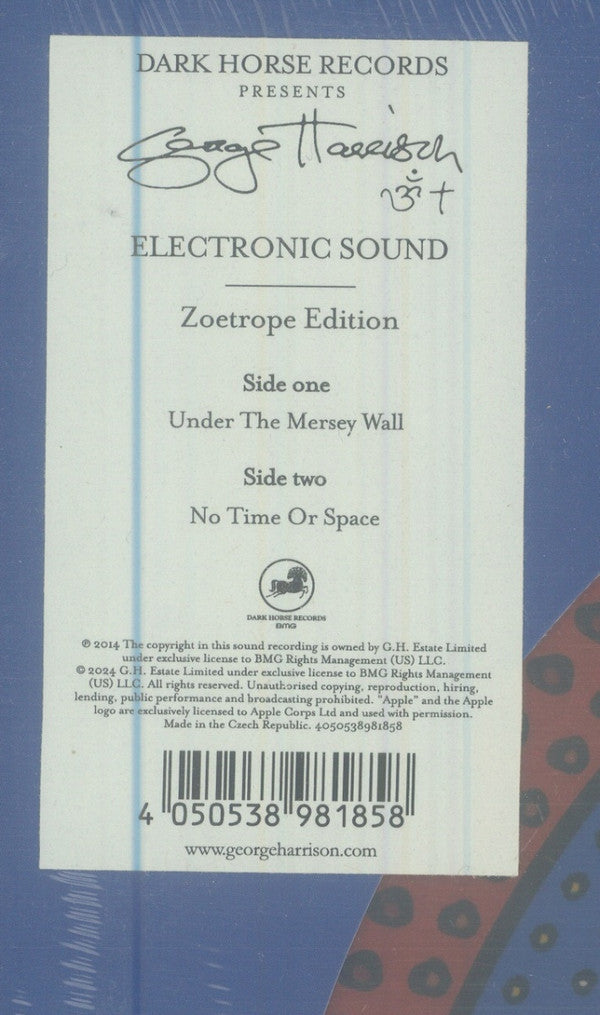 DARK HORSE RECORDS
PRESENTS
George Harrison
ॐ +
ELECTRONIC SOUND
Zoetrope Edition
Side one
Under The Mersey Wall
Side two
No Time Or Space
DARK HORSE RECORDS
BMG
℗ 2014 The copyright in this sound recording is owned by G.H. Estate Limited
under exclusive license to BMG Rights Management (US) LLC.
© 2024 G.H. Estate Limited under exclusive license to BMG Rights Management
(US) LLC. All rights reserved. Unauthorised copying, reproduction, hiring,
lending, public performance and broadcasting prohibited. "Apple" and the Apple
logo are exclusively licensed to Apple Corps Ltd and used with permission.
Made in the Czech Republic. 4050538981858
4 050538 981858
www.georgeharrison.com